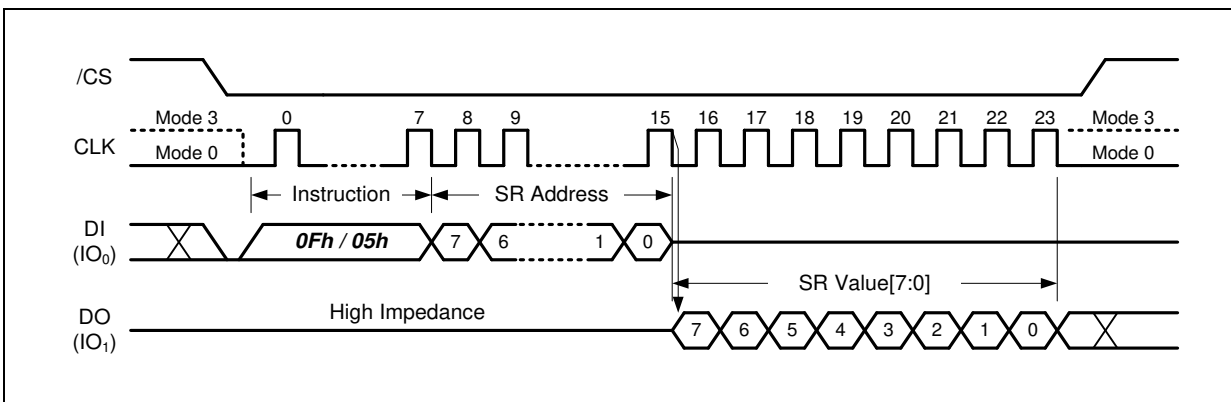 /CS
Mode 3 0 7 8 9 15 16 17 18 19 20 21 22 23 Mode 3
CLK
Mode 0 Mode 0
Instruction SR Address
DI
(IO₀)
0Fh / 05h 7 6 1 0
SR Value[7:0]
High Impedance
DO
(IO₁)
7 6 5 4 3 2 1 0